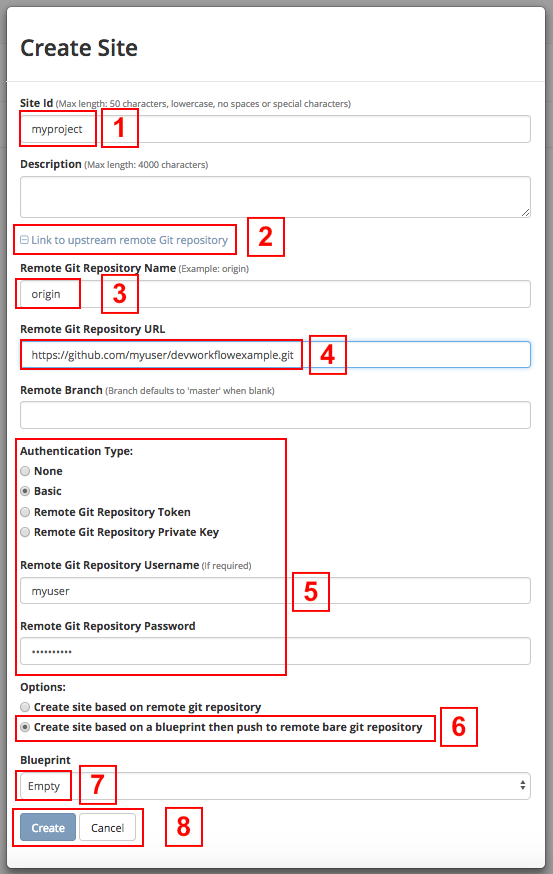 Create Site
Site Id (Max length: 50 characters, lowercase, no spaces or special characters)
myproject 1
Description (Max length: 4000 characters)
Link to upstream remote Git repository 2
Remote Git Repository Name (Example: origin)
origin 3
Remote Git Repository URL
https://github.com/myuser/devworkflowexample.git 4
Remote Branch (Branch defaults to 'master' when blank)
Authentication Type:
None
Basic
Remote Git Repository Token
Remote Git Repository Private Key
Remote Git Repository Username (If required)
myuser 5
Remote Git Repository Password
••••••••••
Options:
Create site based on remote git repository
Create site based on a blueprint then push to remote bare git repository 6
Blueprint
Empty 7
Create Cancel 8